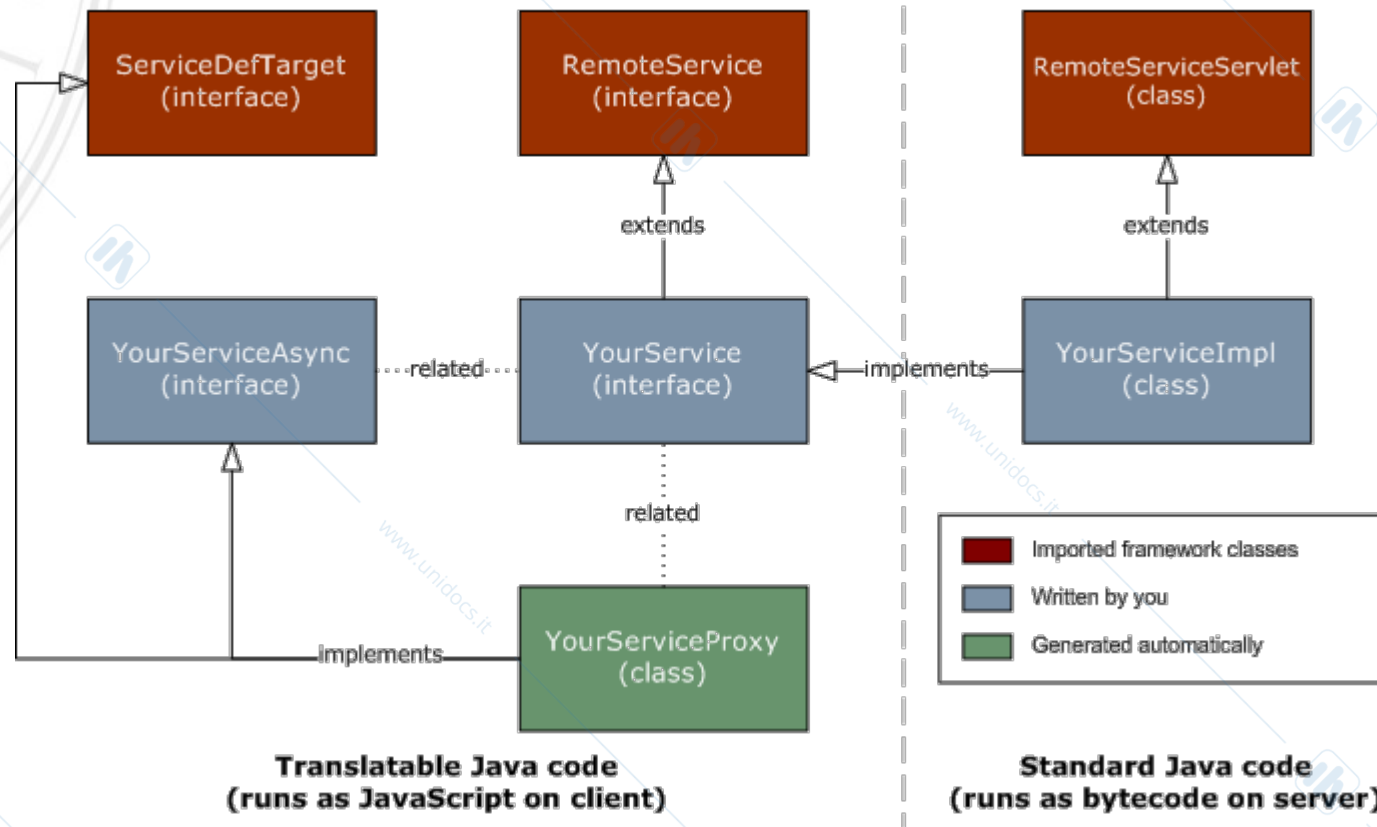 ServiceDefTarget
(interface)
RemoteService
(interface)
RemoteServiceServlet
(class)
extends
extends
YourServiceAsync
(interface)
related
YourService
(interface)
implements
YourServiceImpl
(class)
www.unidocs.it
related
www.unidocs.it
Imported framework classes
Written by you
Generated automatically
YourServiceProxy
(class)
implements
Translatable Java code
(runs as JavaScript on client)
Standard Java code
(runs as bytecode on server)